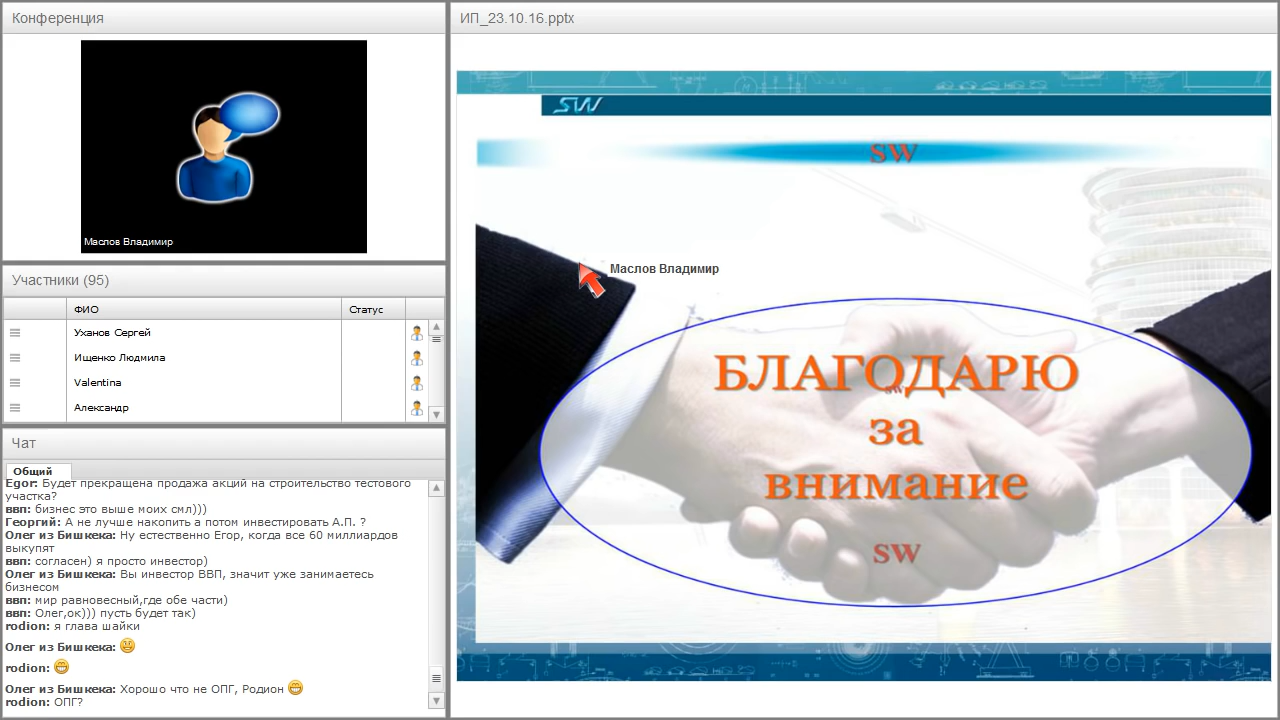 Конференция
Маслов Владимир
Участники (95)
ФИО Статус
Уханов Сергей
Ищенко Людмила
Valentina
Александр
Чат
Общий
Egor: Будет прекращена продажа акций на строительство тестового
участка?
ввп: бизнес это выше моих смл)))
Георгий: А не лучше накопить а потом инвестировать А.П. ?
Олег из Бишкека: Ну естественно Егор, когда все 60 миллиардов
выкупят
ввп: согласен) я просто инвестор)
Олег из Бишкека: Вы инвестор ВВП, значит уже занимаетесь
бизнесом
ввп: мир равновесный,где обе части)
ввп: Олег,ок))) пусть будет так)
rodion: я глава шайки
Олег из Бишкека:
rodion:
Олег из Бишкека: Хорошо что не ОПГ, Родион
rodion: ОПГ?
ИП_23.10.16.pptx
SW
SW
Маслов Владимир
БЛАГОДАРЮ
SW
за
внимание
SW